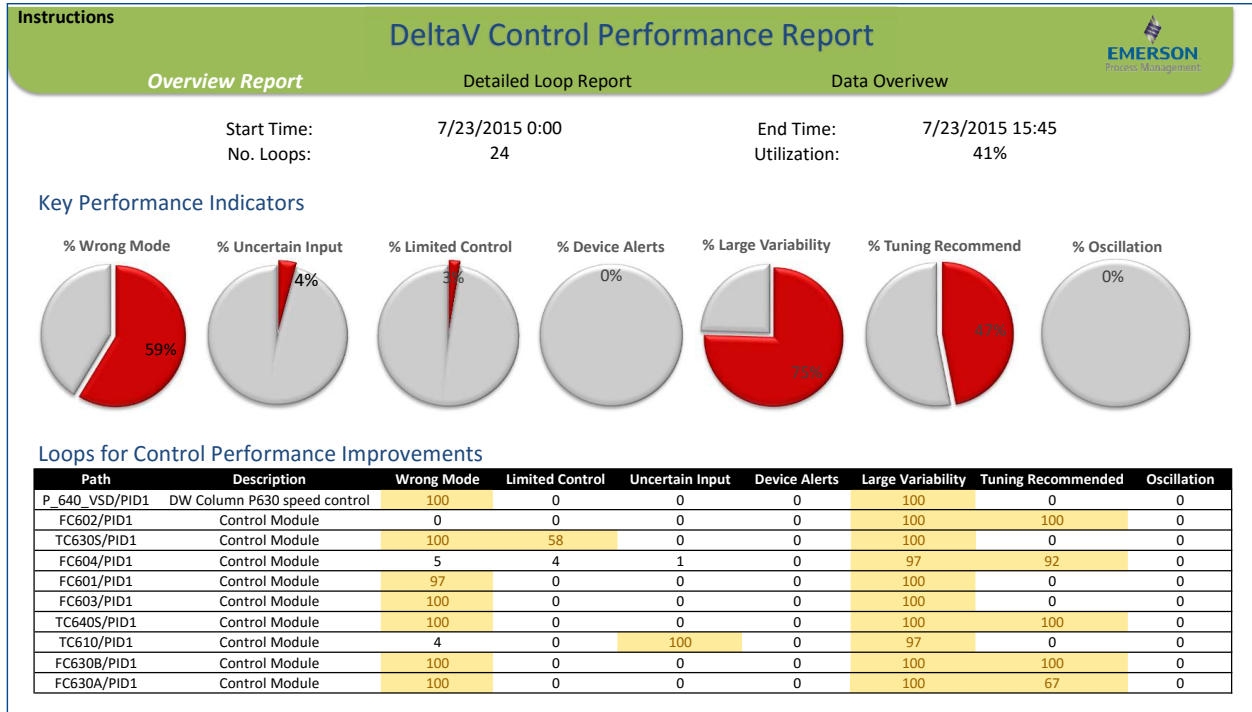 Instructions
DeltaV Control Performance Report
EMERSON.
Process Management
Overview Report Detailed Loop Report Data Overivew
Start Time: 7/23/2015 0:00 End Time: 7/23/2015 15:45
No. Loops: 24 Utilization: 41%
Key Performance Indicators
% Wrong Mode % Uncertain Input % Limited Control % Device Alerts % Large Variability % Tuning Recommend % Oscillation
59% 4% 3% 0% 75% 47% 0%
Loops for Control Performance Improvements
Path Description Wrong Mode Limited Control Uncertain Input Device Alerts Large Variability Tuning Recommended Oscillation
P_640_VSD/PID1 DW Column P630 speed control 100 0 0 0 100 0 0
FC602/PID1 Control Module 0 0 0 0 100 100 0
TC630S/PID1 Control Module 100 58 0 0 100 0 0
FC604/PID1 Control Module 5 4 1 0 97 92 0
FC601/PID1 Control Module 97 0 0 0 100 0 0
FC603/PID1 Control Module 100 0 0 0 100 0 0
TC640S/PID1 Control Module 100 0 0 0 100 100 0
TC610/PID1 Control Module 4 0 100 0 97 0 0
FC630B/PID1 Control Module 100 0 0 0 100 100 0
FC630A/PID1 Control Module 100 0 0 0 100 67 0